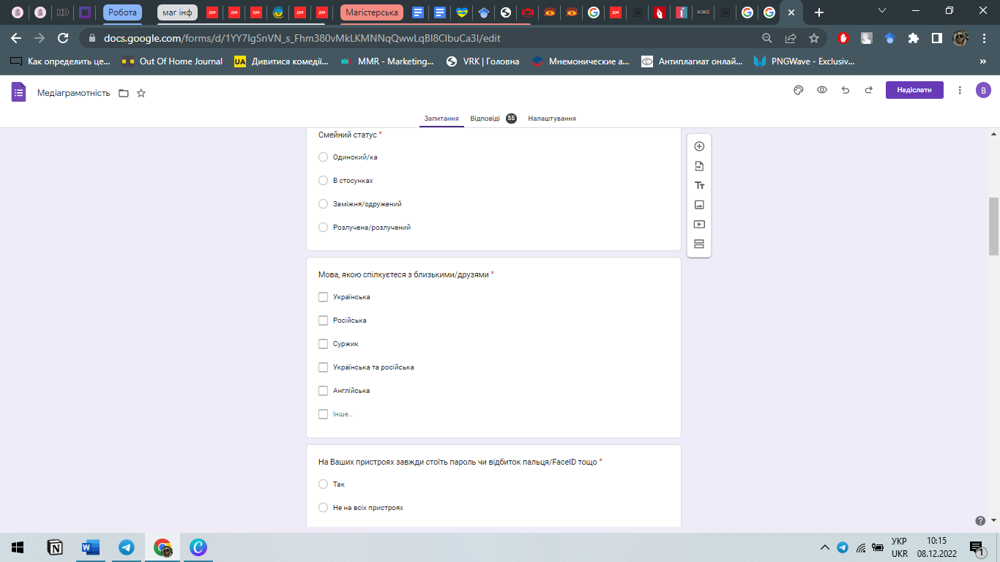 HD
Робота
маг інф
ДМ
ДМ
ДМ
ДМ
ДМ
Магістерська
ДМ
КЖЕ
docs.google.com/forms/d/1YY7IgSnVN_s_Fhm380vMkLKMNNqQwwLqBI8CIbuCa3I/edit
Как определить це...
Out Of Home Journal
UA Дивитися комедії...
MMR - Marketing...
VRK | Головна
Мнемонические а...
Антиплагиат онлай...
PNGWave - Exclusiv...
Медіаграмотність
Надіслати
В
Запитання
Відповіді 55
Налаштування
Смейний статус *
Одинокий/ка
В стосунках
Заміжня/одружений
Розлучена/розлучений
Мова, якою спілкуєтеся з близькими/друзями *
Українська
Російська
Суржик
Українська та російська
Англійська
Інше...
На Ваших пристроях завжди стоїть пароль чи відбиток пальця/FaceID тощо *
Так
Не на всіх пристроях
УКР
UKR
10:15
08.12.2022
1